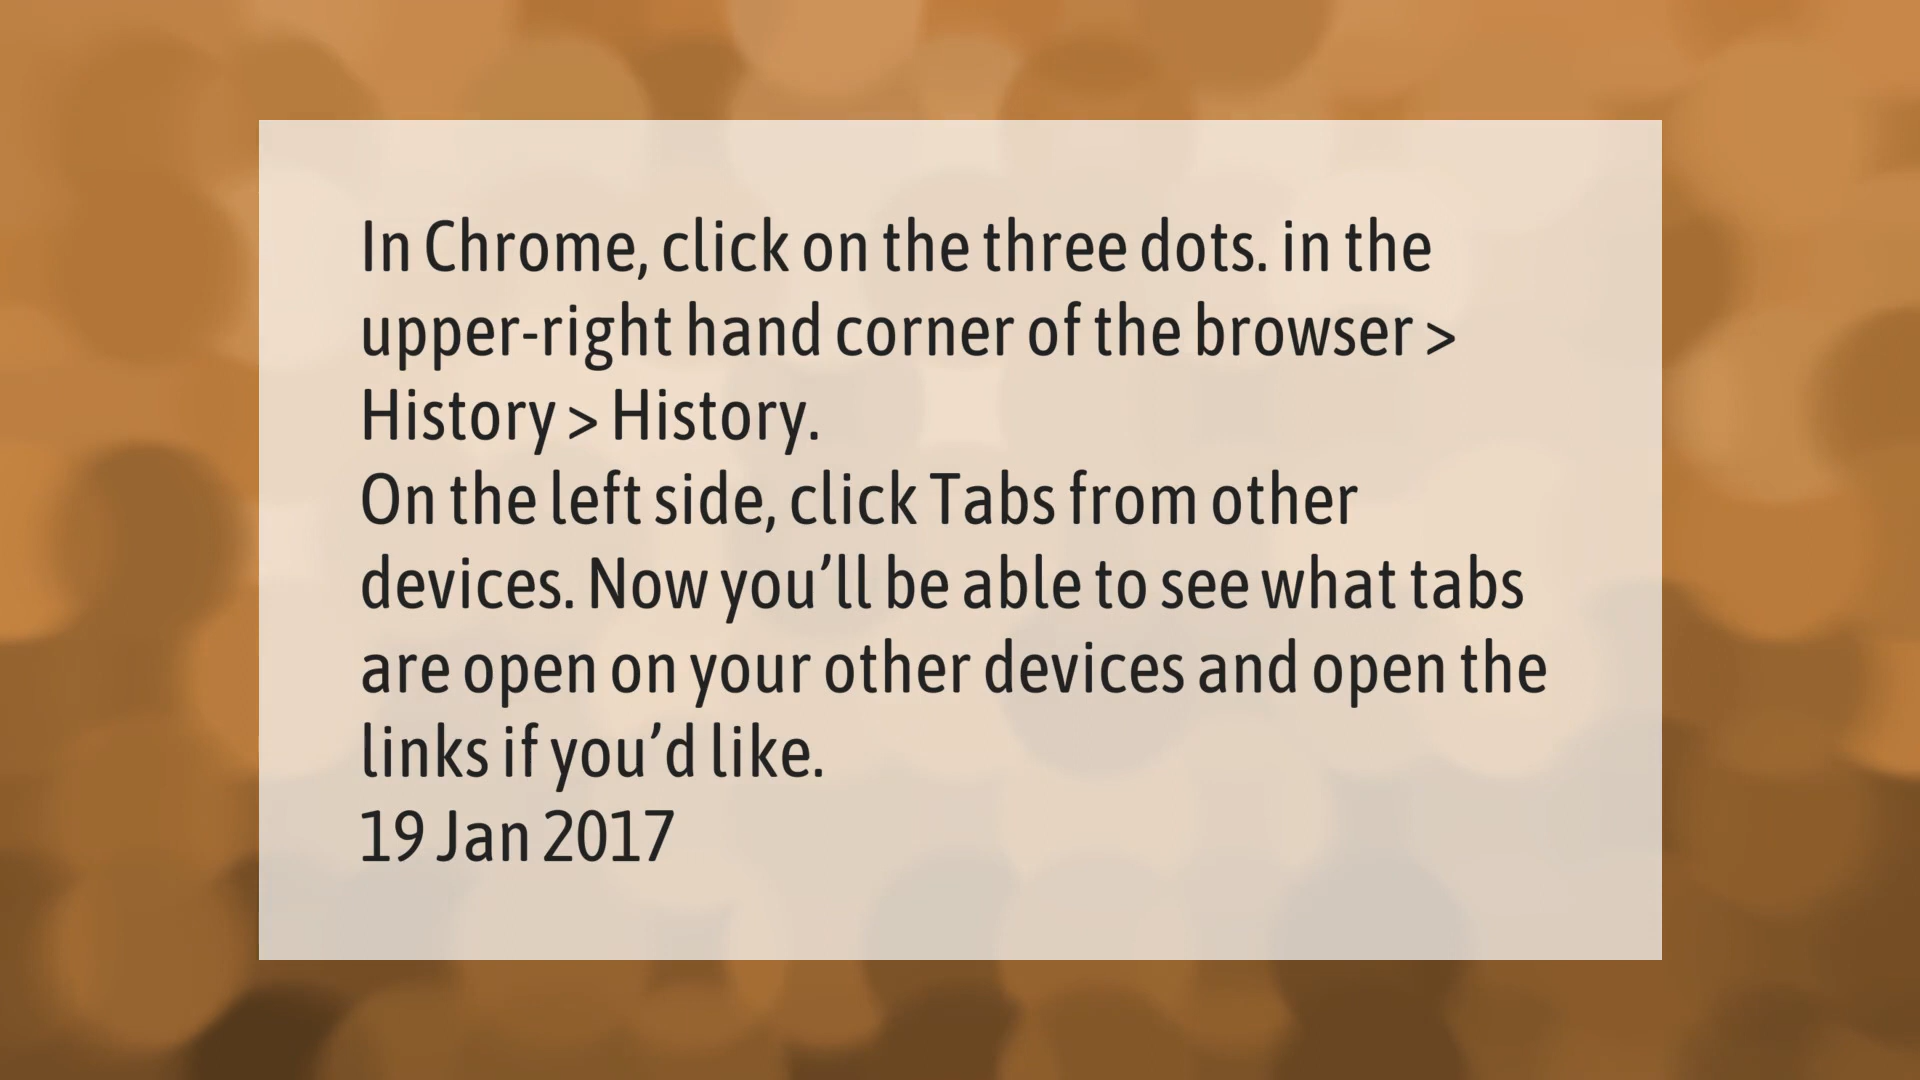 In Chrome, click on the three dots. in the
upper-right hand corner of the browser >
History > History.
On the left side, click Tabs from other
devices. Now you’ll be able to see what tabs
are open on your other devices and open the
links if you’d like.
19 Jan 2017